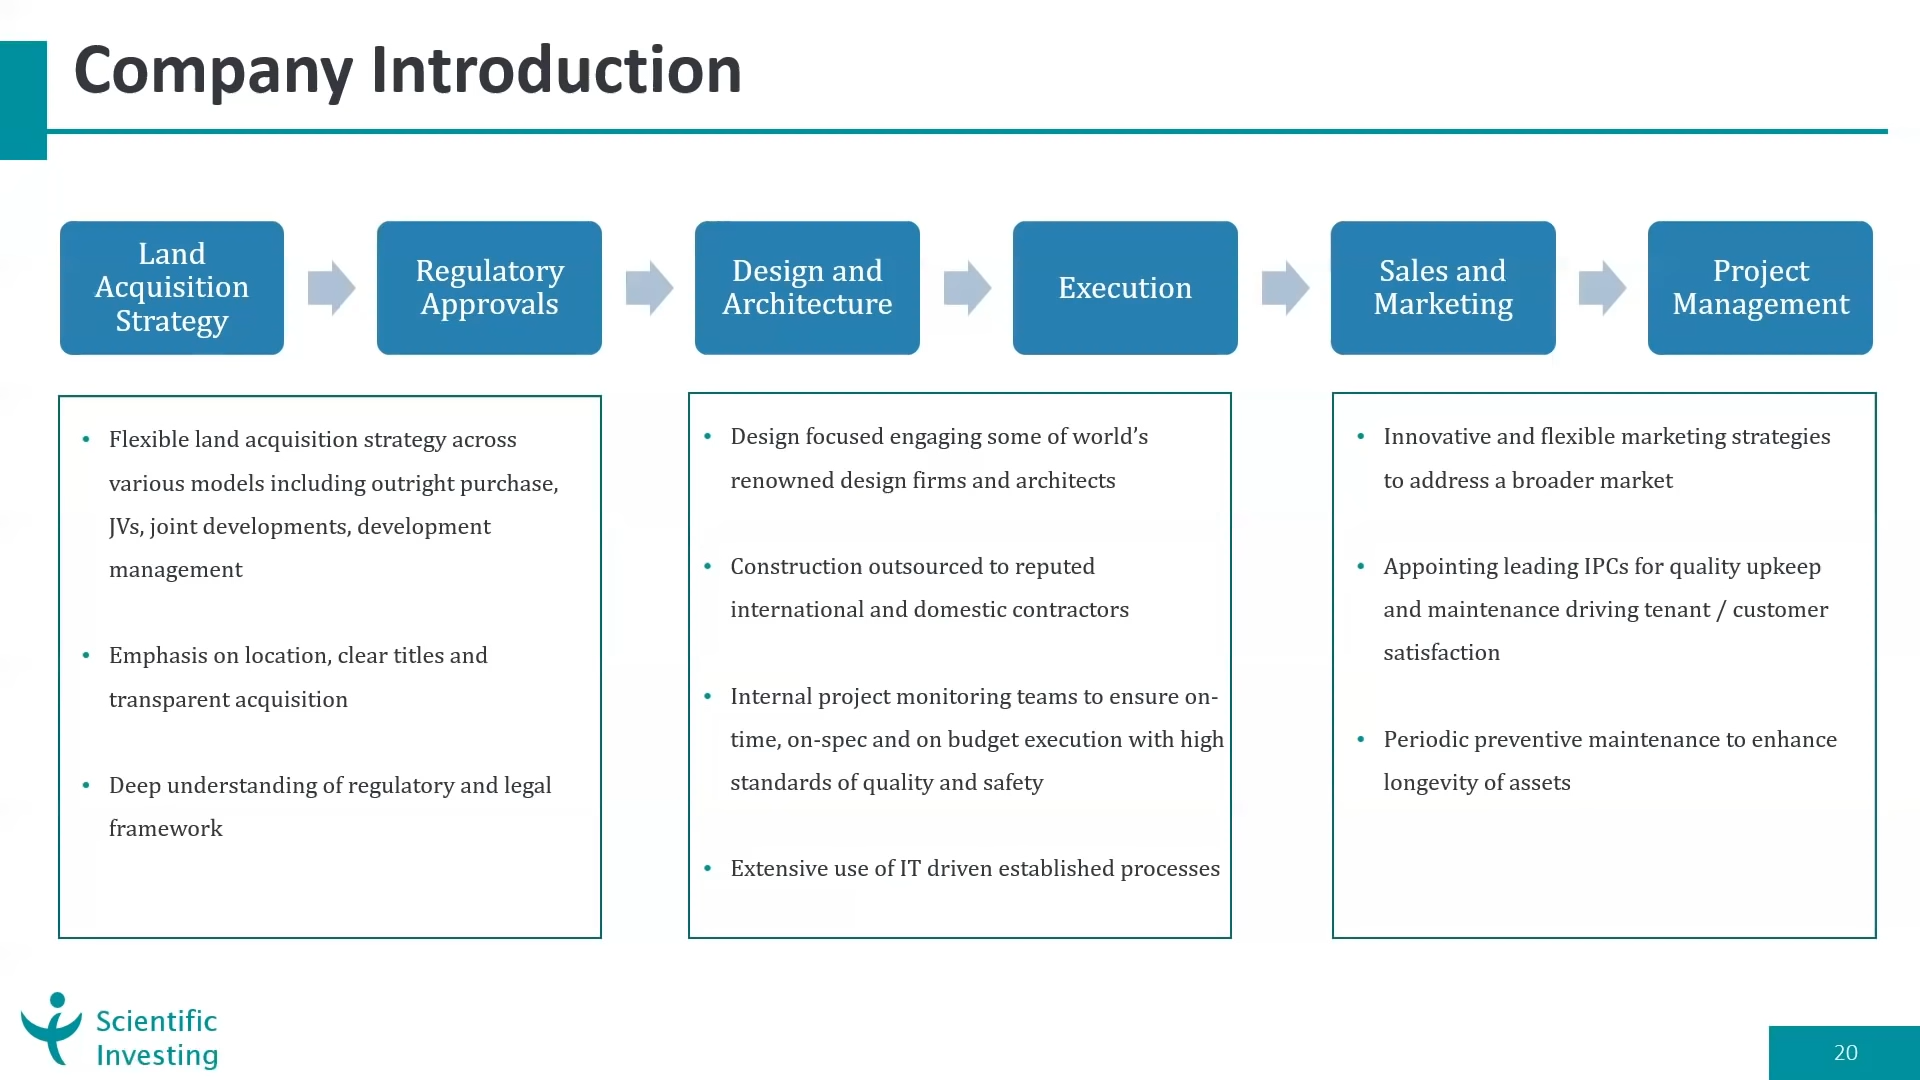 Company Introduction
Land
Acquisition
Strategy
Regulatory
Approvals
Design and
Architecture
Execution
Sales and
Marketing
Project
Management
• Flexible land acquisition strategy across
various models including outright purchase,
JVs, joint developments, development
management
• Emphasis on location, clear titles and
transparent acquisition
• Deep understanding of regulatory and legal
framework
• Design focused engaging some of world’s
renowned design firms and architects
• Construction outsourced to reputed
international and domestic contractors
• Internal project monitoring teams to ensure on-
time, on-spec and on budget execution with high
standards of quality and safety
• Extensive use of IT driven established processes
• Innovative and flexible marketing strategies
to address a broader market
• Appointing leading IPCs for quality upkeep
and maintenance driving tenant / customer
satisfaction
• Periodic preventive maintenance to enhance
longevity of assets
Scientific
Investing
20